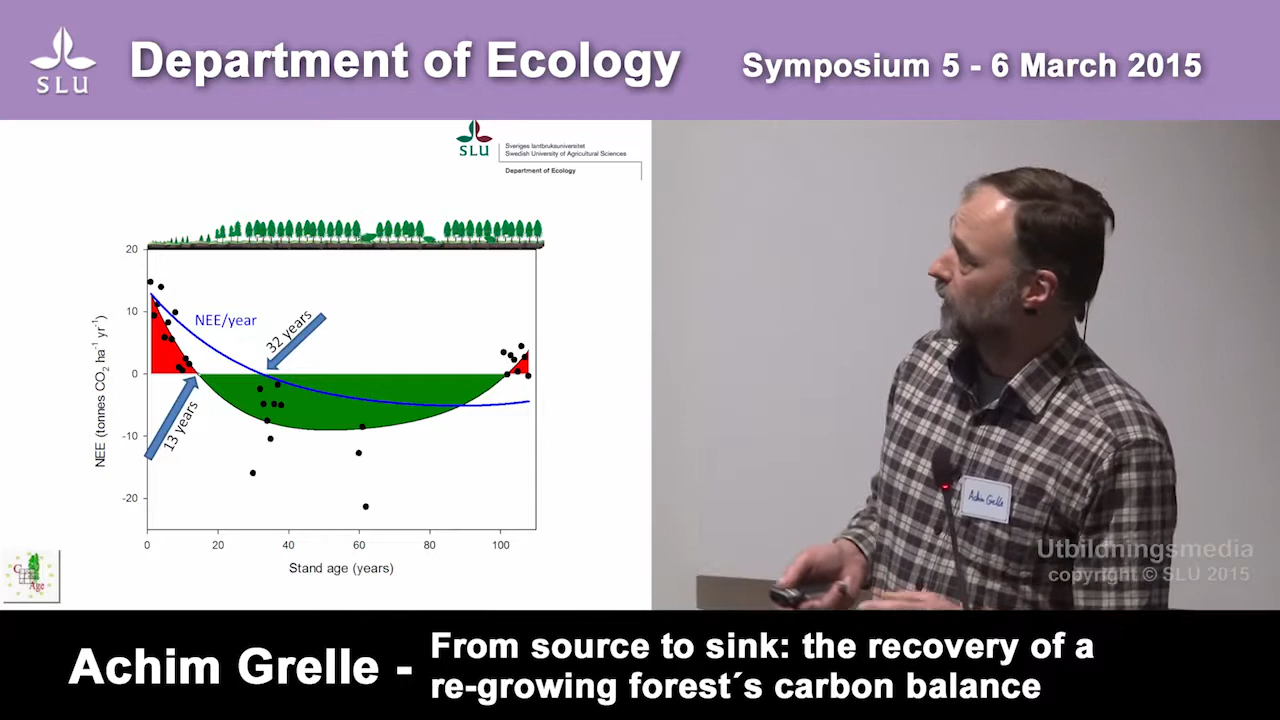 SLU
Department of Ecology
Symposium 5 - 6 March 2015
SLU
Sveriges lantbruksuniversitet
Swedish University of Agricultural Sciences
Department of Ecology
20
10
0
-10
-20
NEE (tonnes CO₂ ha⁻¹ yr⁻¹)
NEE/year
32 years
13 years
0
20
40
60
80
100
Stand age (years)
Age
Achim Grelle
Utbildningsmedia
copyright © SLU 2015
Achim Grelle -
From source to sink: the recovery of a
re-growing forest´s carbon balance